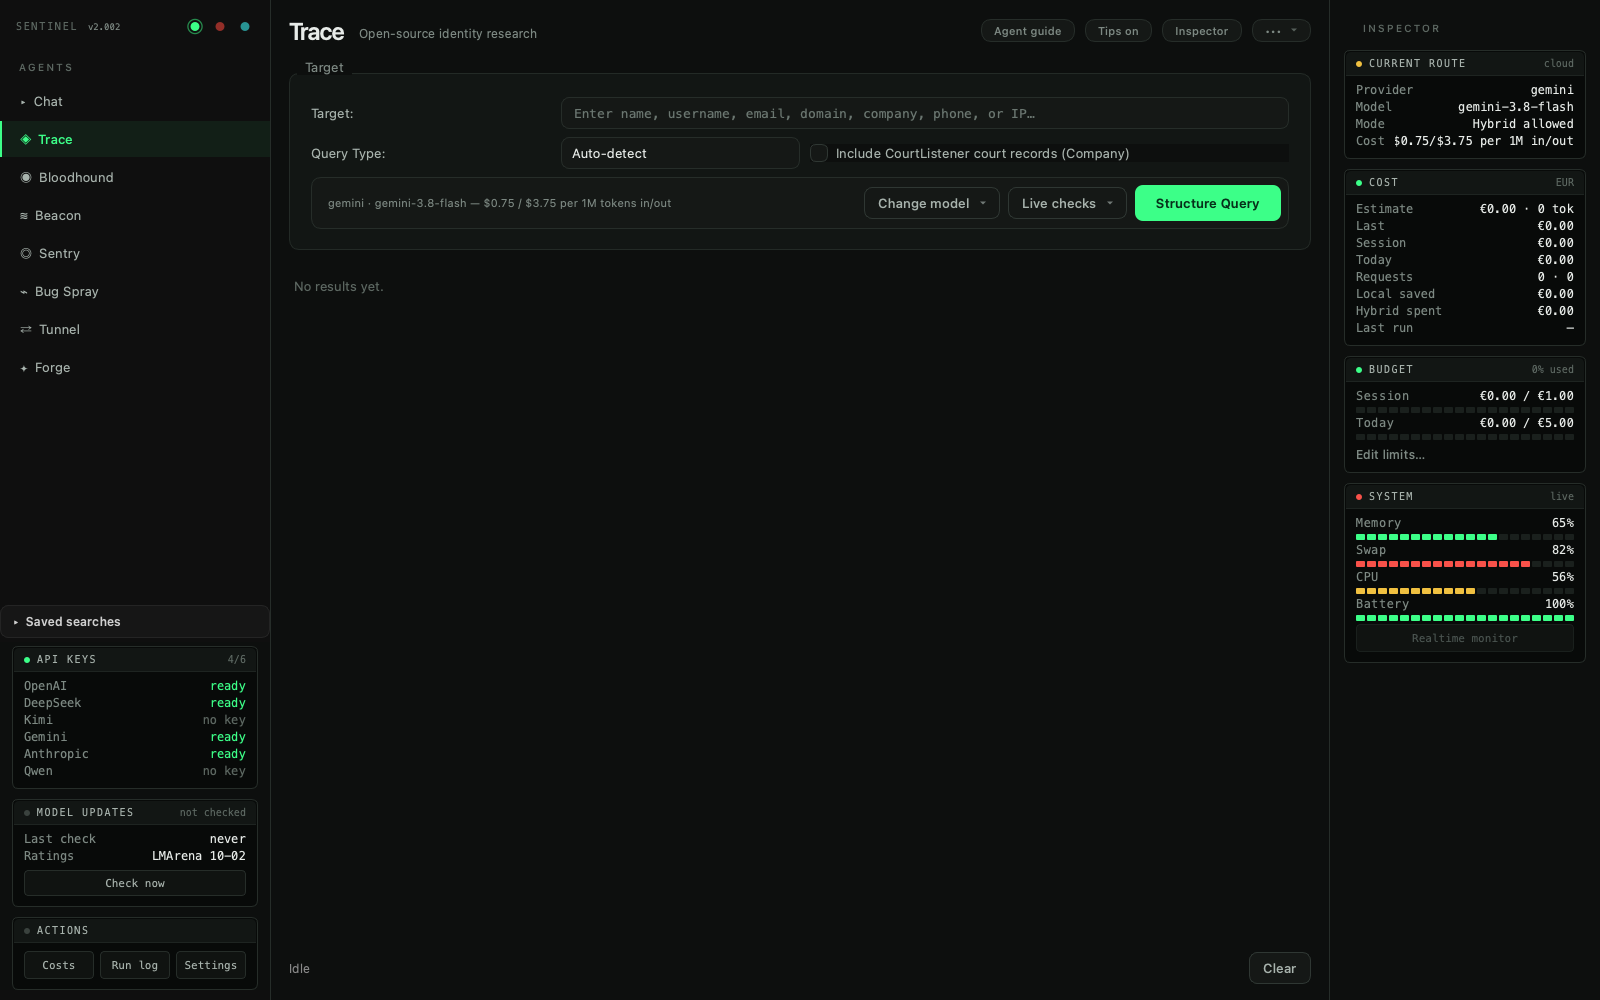 SENTINEL v2.002
AGENTS
Chat
Trace
Bloodhound
Beacon
Sentry
Bug Spray
Tunnel
Forge
Saved searches
API KEYS 4/6
OpenAI ready
DeepSeek ready
Kimi no key
Gemini ready
Anthropic ready
Qwen no key
MODEL UPDATES not checked
Last check never
Ratings LMArena 10-02
Check now
ACTIONS
Costs Run log Settings
Trace Open-source identity research
Agent guide Tips on Inspector ...
Target
Target: Enter name, username, email, domain, company, phone, or IP…
Query Type: Auto-detect Include CourtListener court records (Company)
gemini · gemini-3.8-flash — $0.75 / $3.75 per 1M tokens in/out Change model Live checks Structure Query
No results yet.
Idle Clear
INSPECTOR
CURRENT ROUTE cloud
Provider gemini
Model gemini-3.8-flash
Mode Hybrid allowed
Cost $0.75/$3.75 per 1M in/out
COST EUR
Estimate €0.00 · 0 tok
Last €0.00
Session €0.00
Today €0.00
Requests 0 · 0
Local saved €0.00
Hybrid spent €0.00
Last run —
BUDGET 0% used
Session €0.00 / €1.00
Today €0.00 / €5.00
Edit limits…
SYSTEM live
Memory 65%
Swap 82%
CPU 56%
Battery 100%
Realtime monitor